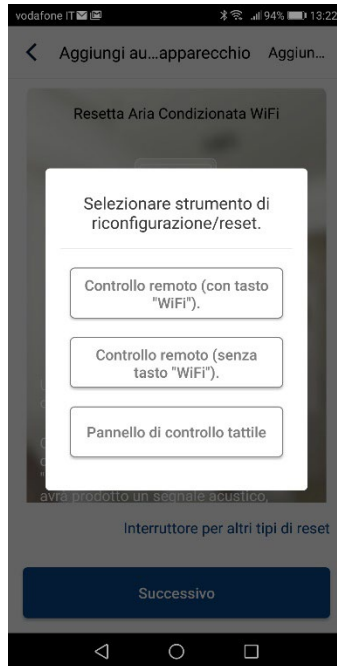 vodafone IT 94% 13:22
Aggiungi au...apparecchio Aggiun...
Resetta Aria Condizionata WiFi
Selezionare strumento di
riconfigurazione/reset.
Controllo remoto (con tasto
"WiFi").
Controllo remoto (senza
tasto "WiFi").
Pannello di controllo tattile
avrà prodotto un segnale acustico,
Interruttore per altri tipi di reset
Successivo